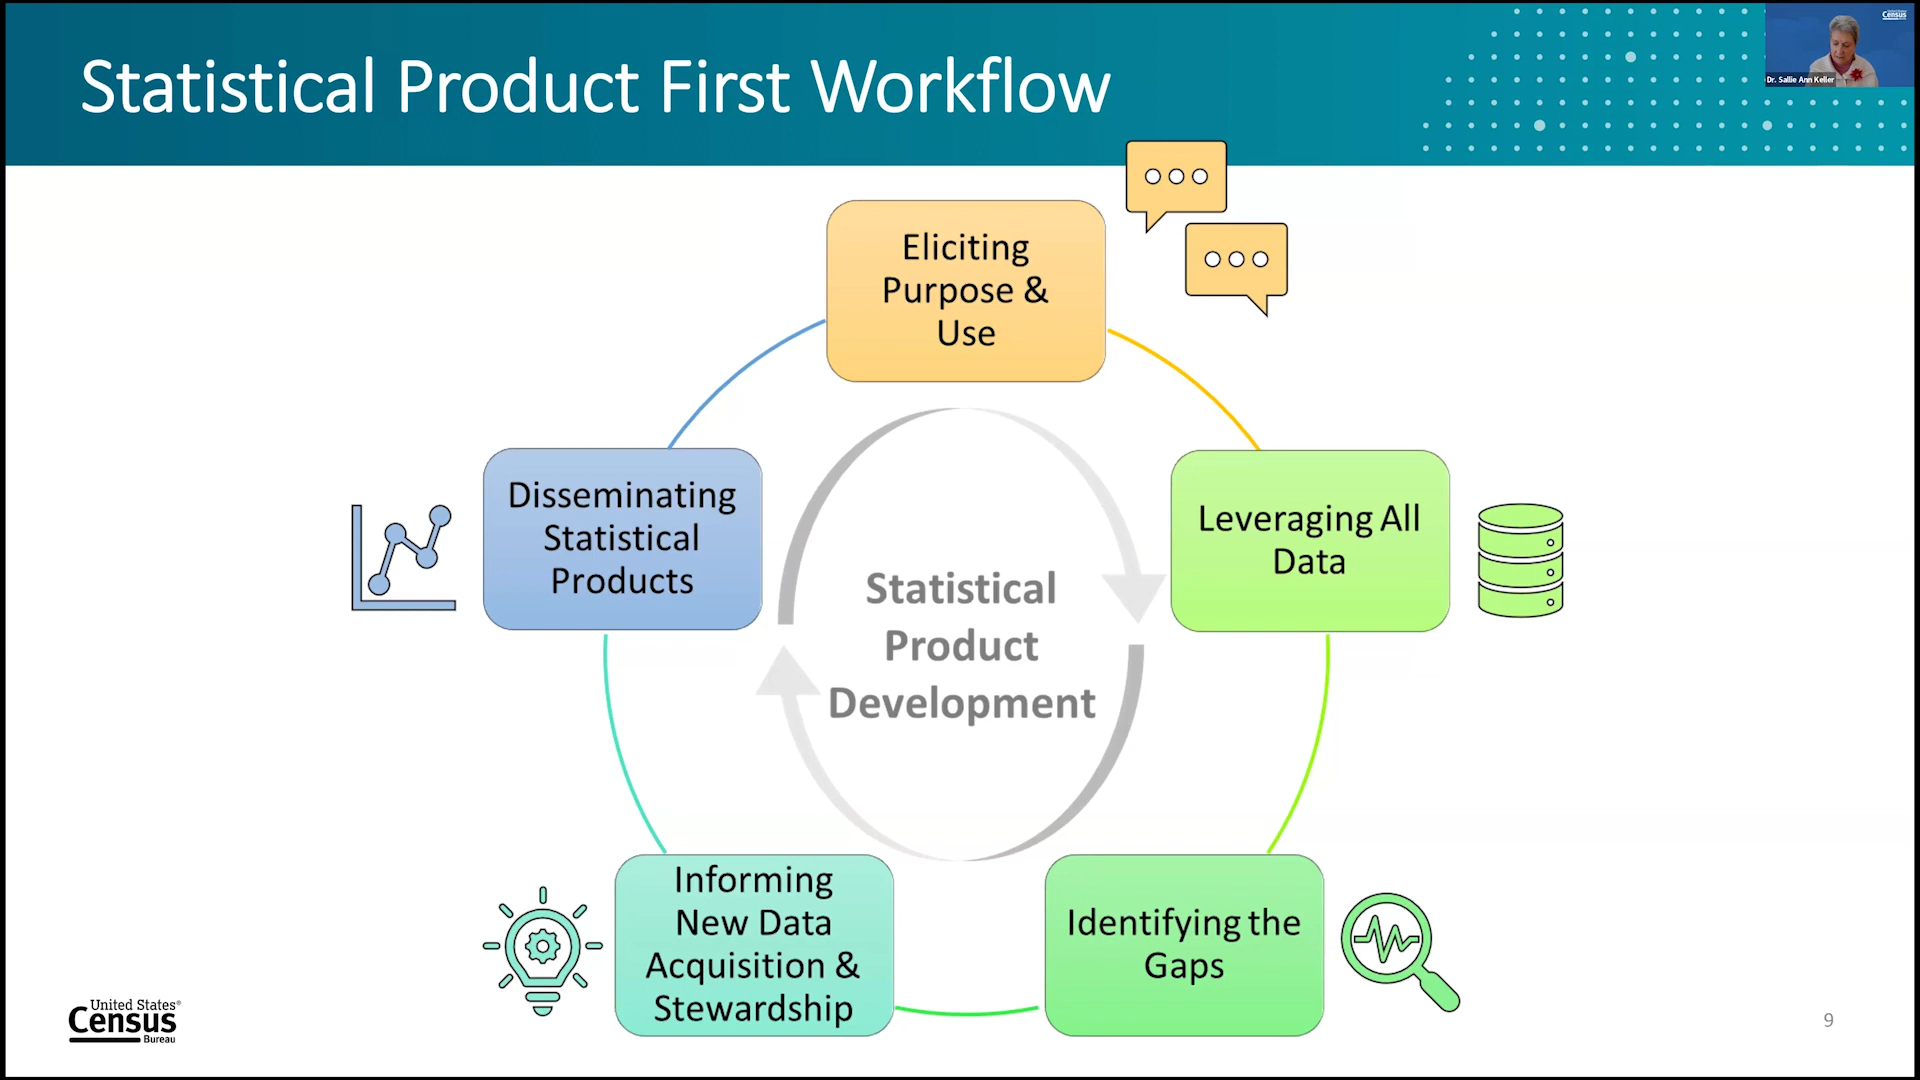 Statistical Product First Workflow
Census
Dr. Sallie Ann Keller
Eliciting
Purpose &
Use
Leveraging All
Data
Identifying the
Gaps
Informing
New Data
Acquisition &
Stewardship
Disseminating
Statistical
Products
Statistical
Product
Development
United States®
Census
Bureau
9